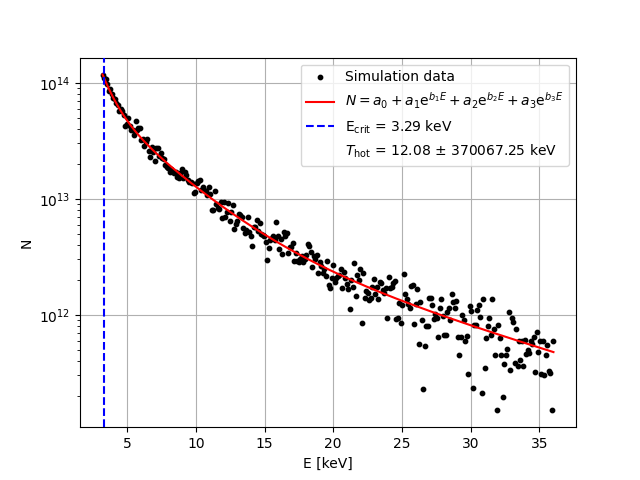 Simulation data
N = a₀ + a₁e^{b₁E} + a₂e^{b₂E} + a₃e^{b₃E}
E_crit = 3.29 keV
T_hot = 12.08 ± 370067.25 keV
10¹⁴
10¹³
10¹²
N
5 10 15 20 25 30 35
E [keV]